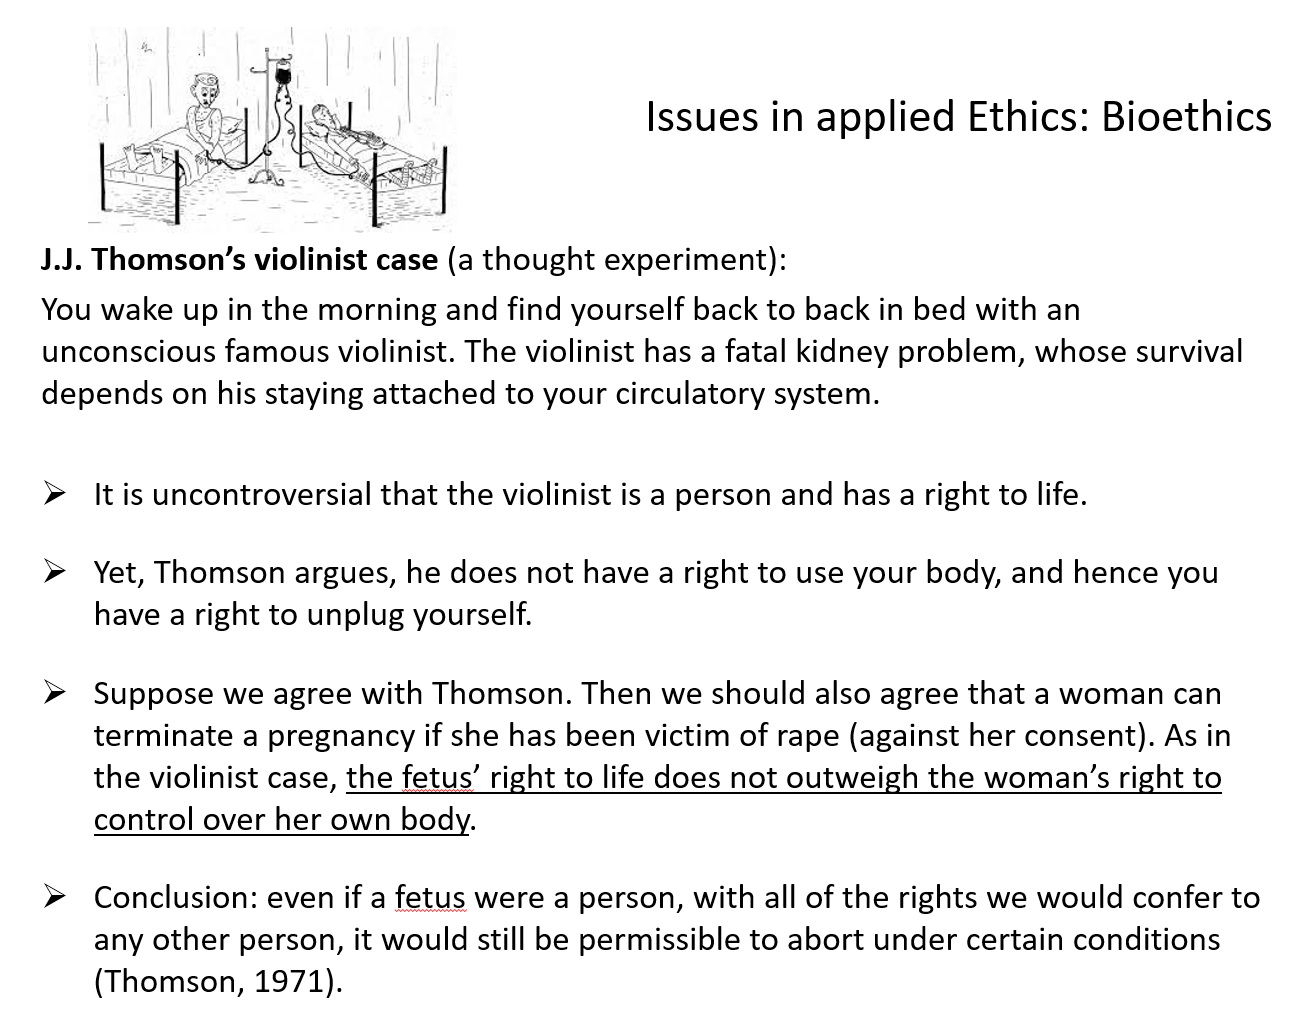 Issues in applied Ethics: Bioethics
J.J. Thomson’s violinist case (a thought experiment):
You wake up in the morning and find yourself back to back in bed with an
unconscious famous violinist. The violinist has a fatal kidney problem, whose survival
depends on his staying attached to your circulatory system.
➢ It is uncontroversial that the violinist is a person and has a right to life.
➢ Yet, Thomson argues, he does not have a right to use your body, and hence you
have a right to unplug yourself.
➢ Suppose we agree with Thomson. Then we should also agree that a woman can
terminate a pregnancy if she has been victim of rape (against her consent). As in
the violinist case, the fetus’ right to life does not outweigh the woman’s right to
control over her own body.
➢ Conclusion: even if a fetus were a person, with all of the rights we would confer to
any other person, it would still be permissible to abort under certain conditions
(Thomson, 1971).